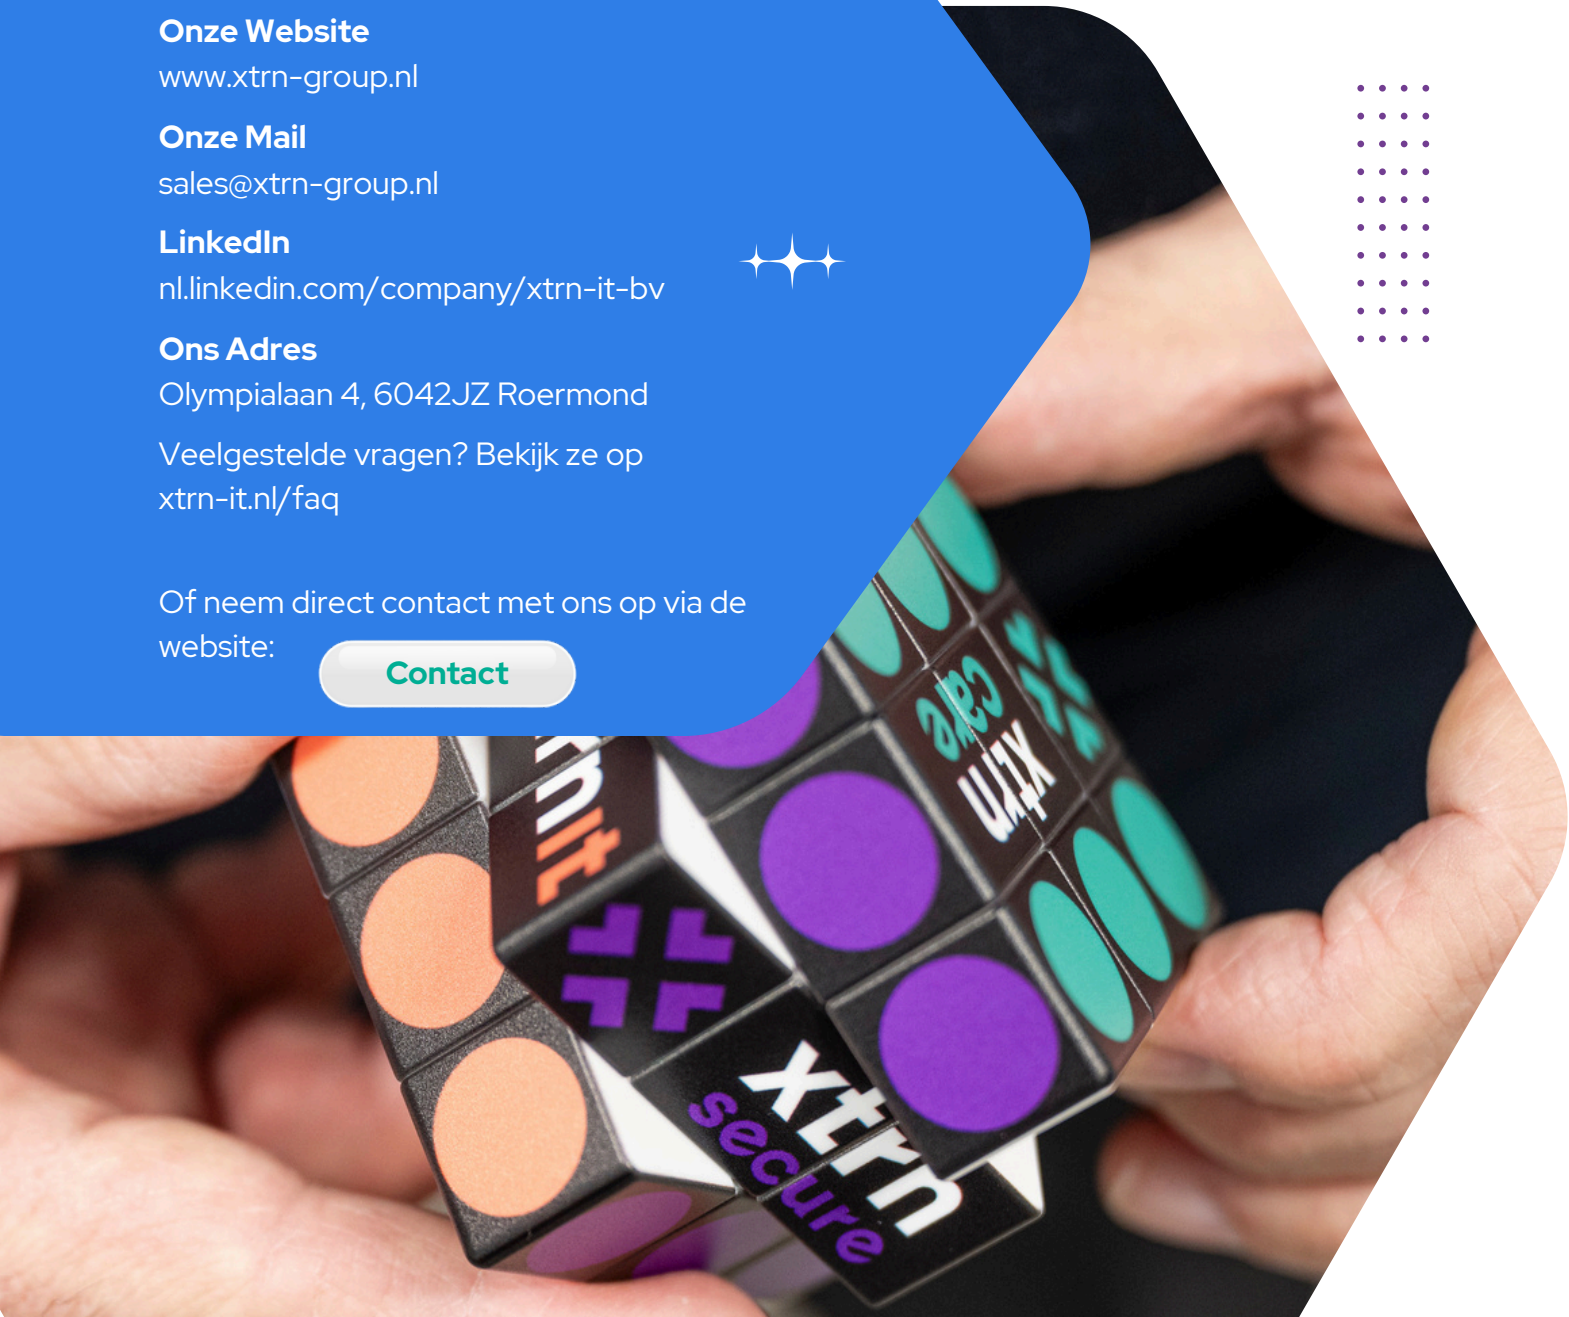 Onze Website
www.xtrn-group.nl
Onze Mail
sales@xtrn-group.nl
LinkedIn
nl.linkedin.com/company/xtrn-it-bv
Ons Adres
Olympialaan 4, 6042JZ Roermond
Veelgestelde vragen? Bekijk ze op
xtrn-it.nl/faq
Of neem direct contact met ons op via de
website:
Contact
care
xtrn
it
xtrn
secure